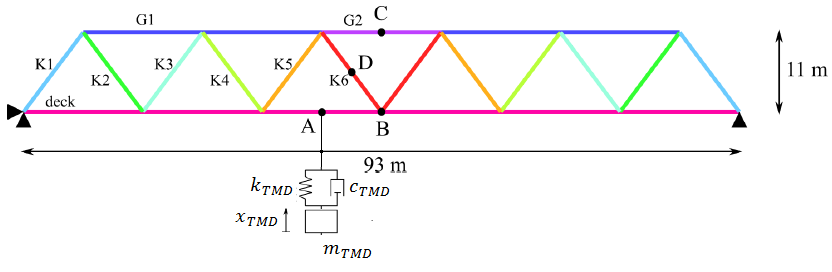 C
G1 G2
K1 K2 K3 K4 K5 K6 D
11 m
deck
A B
93 m
k_TMD c_TMD
x_TMD
m_TMD